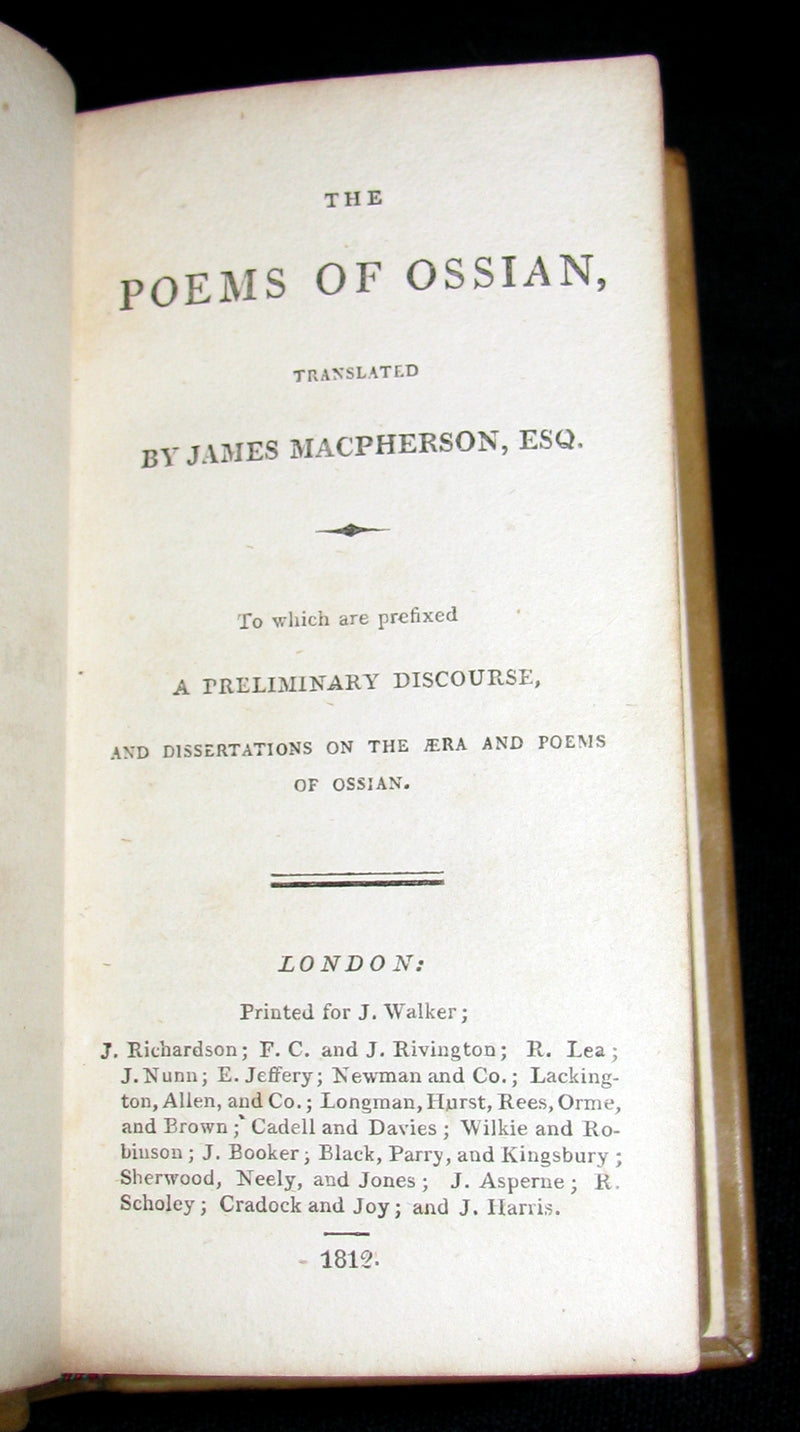 THE
POEMS OF OSSIAN,
TRANSLATED
BY JAMES MACPHERSON, ESQ.
To which are prefixed
A PRELIMINARY DISCOURSE,
AND DISSERTATIONS ON THE ÆRA AND POEMS
OF OSSIAN.
LONDON:
Printed for J. Walker;
J. Richardson; F. C. and J. Rivington; R. Lea;
J. Nunn; E. Jeffery; Newman and Co.; Lacking-
ton, Allen, and Co.; Longman, Hurst, Rees, Orme,
and Brown; Cadell and Davies; Wilkie and Ro-
binson; J. Booker; Black, Parry, and Kingsbury;
Sherwood, Neely, and Jones; J. Asperne; R.
Scholey; Cradock and Joy; and J. Harris.
1812.